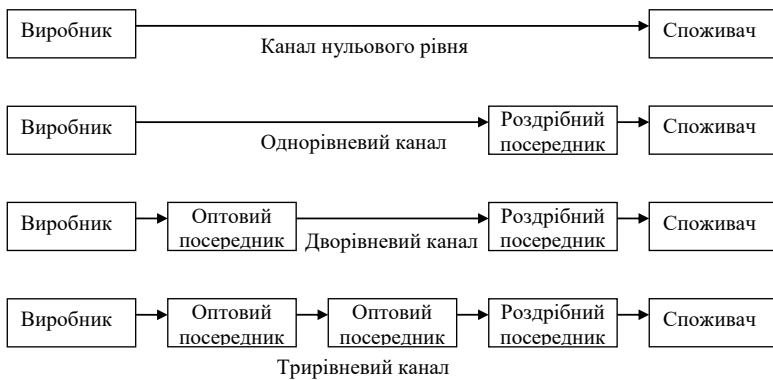 Виробник
Споживач
Канал нульового рівня
Виробник
Роздрібний
посередник
Споживач
Однорівневий канал
Виробник
Оптовий
посередник
Роздрібний
посередник
Споживач
Дворівневий канал
Виробник
Оптовий
посередник
Оптовий
посередник
Роздрібний
посередник
Споживач
Трирівневий канал